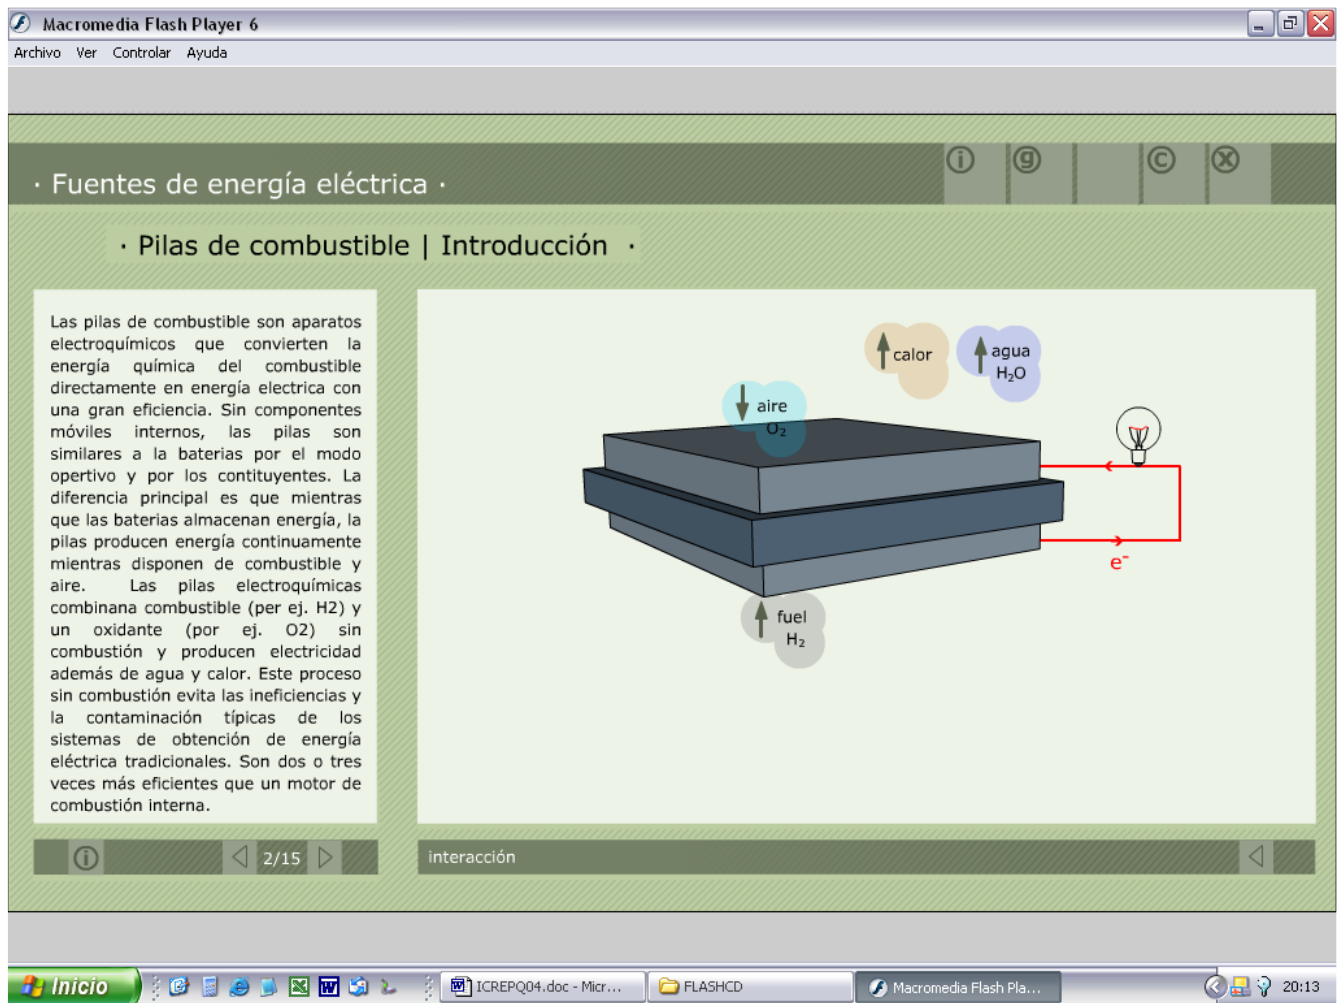 Macromedia Flash Player 6
Archivo Ver Controlar Ayuda
i g c x
· Fuentes de energía eléctrica ·
· Pilas de combustible | Introducción ·
Las pilas de combustible son aparatos
electroquímicos que convierten la
energía química del combustible
directamente en energía electrica con
una gran eficiencia. Sin componentes
móviles internos, las pilas son
similares a la baterias por el modo
opertivo y por los contituyentes. La
diferencia principal es que mientras
que las baterias almacenan energía, la
pilas producen energía continuamente
mientras disponen de combustible y
aire. Las pilas electroquímicas
combinana combustible (per ej. H2) y
un oxidante (por ej. O2) sin
combustión y producen electricidad
además de agua y calor. Este proceso
sin combustión evita las ineficiencias y
la contaminación típicas de los
sistemas de obtención de energía
eléctrica tradicionales. Son dos o tres
veces más eficientes que un motor de
combustión interna.
calor
agua
H₂O
aire
O₂
e⁻
fuel
H₂
i 2/15
interacción
Inicio
ICREPQ04.doc - Micr...
FLASHCD
Macromedia Flash Pla...
20:13